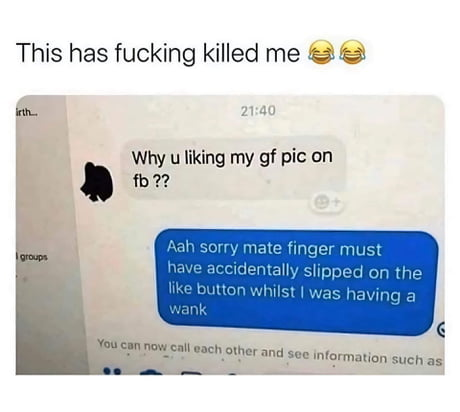 This has fucking killed me 😂😂
irth...
21:40
Why u liking my gf pic on
fb ??
groups
Aah sorry mate finger must
have accidentally slipped on the
like button whilst I was having a
wank
You can now call each other and see information such as